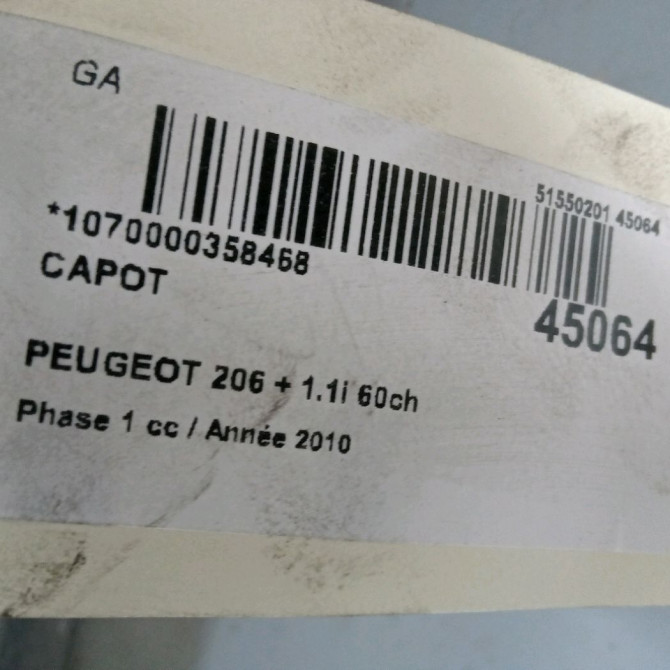 GA
51550201 45064
*1070000358468
45064
CAPOT
PEUGEOT 206 + 1.1i 60ch
Phase 1 cc / Année 2010